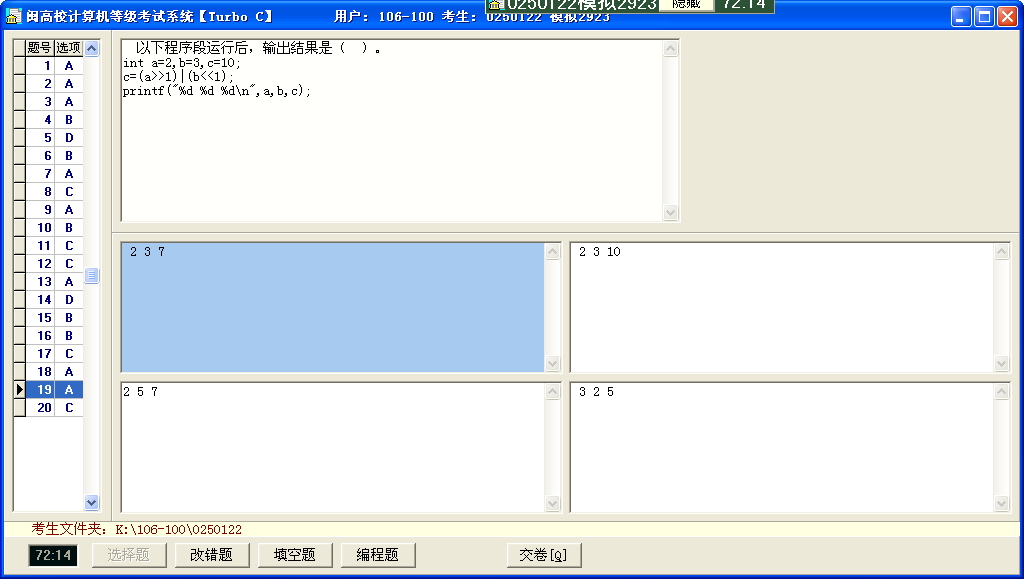 0250122模拟2923 隐藏 72:14
闽高校计算机等级考试系统【Turbo C】 用户: 106-100 考生: 0250122 模拟2923
题号 选项
1 A
2 A
3 A
4 B
5 D
6 B
7 A
8 C
9 A
10 B
11 C
12 C
13 A
14 D
15 B
16 B
17 C
18 A
19 A
20 C
以下程序段运行后，输出结果是（ ）。
int a=2,b=3,c=10;
c=(a>>1)|(b<<1);
printf("%d %d %d\n",a,b,c);
2 3 7
2 3 10
2 5 7
3 2 5
考生文件夹: K:\106-100\0250122
72:14 选择题 改错题 填空题 编程题 交卷[Q]